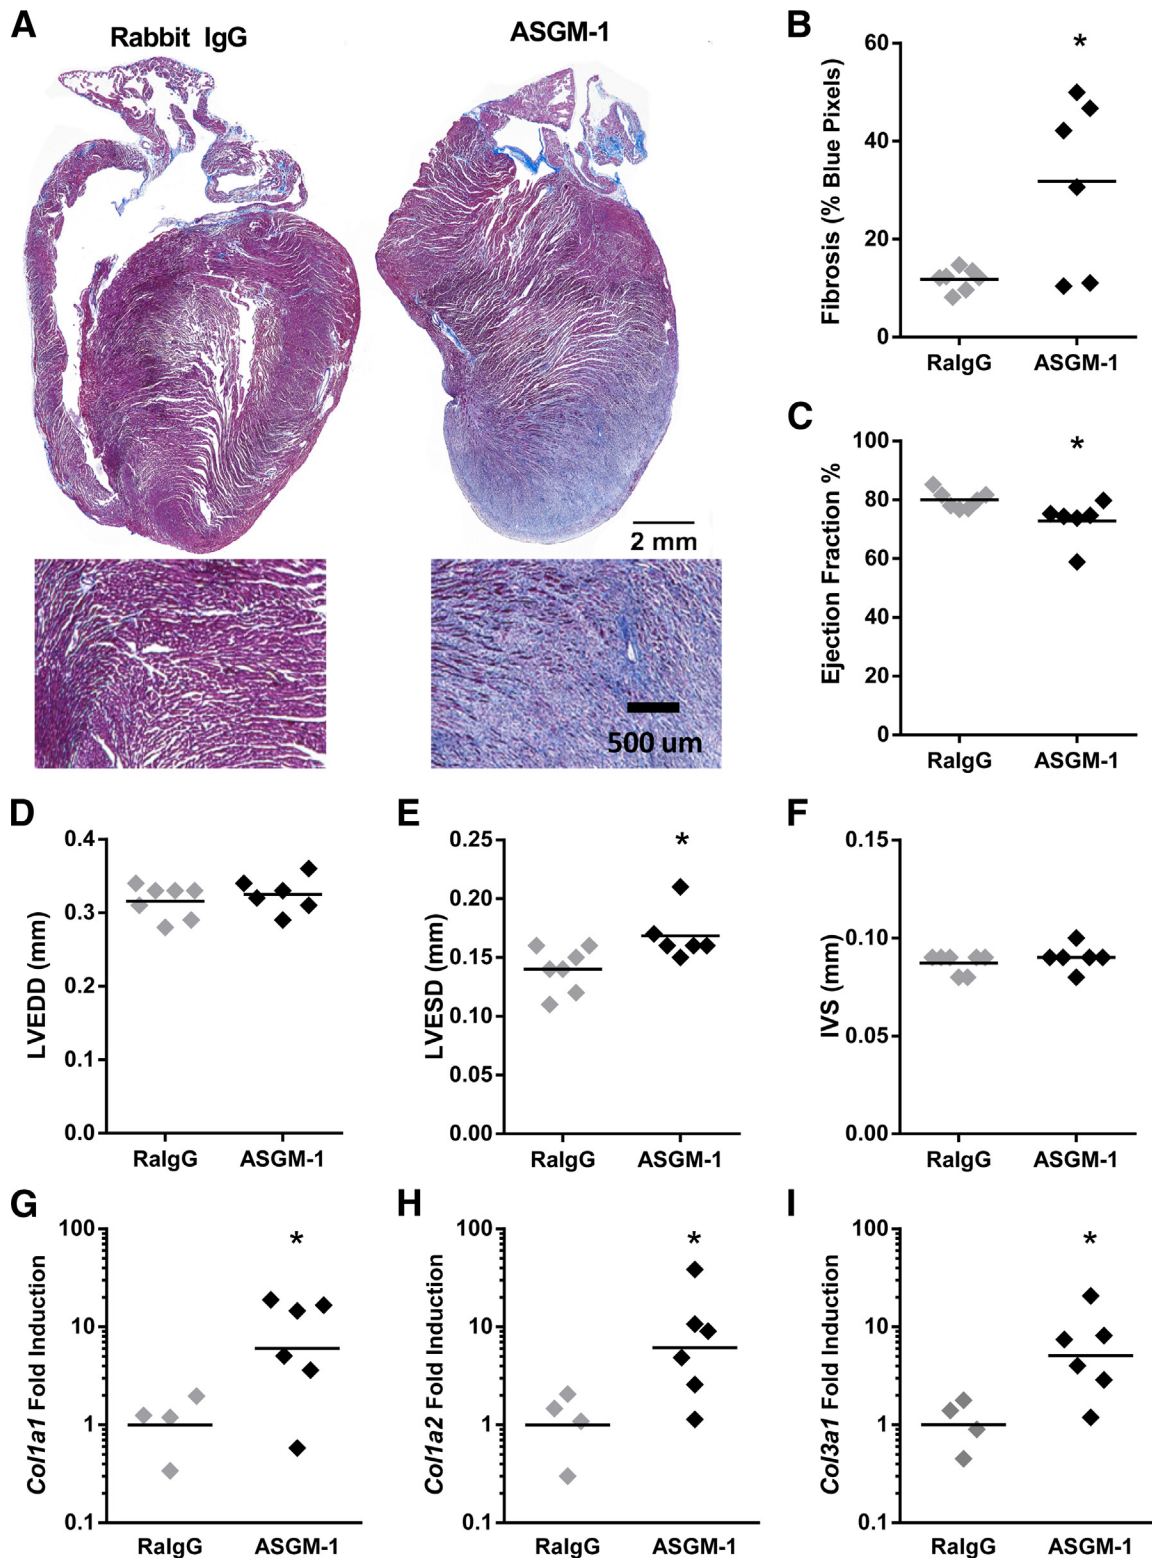 A
Rabbit IgG
ASGM-1
2 mm
500 um
B
*
Fibrosis (% Blue Pixels)
60
40
20
0
RaIgG
ASGM-1
C
*
Ejection Fraction %
100
80
60
40
20
0
RaIgG
ASGM-1
D
LVEDD (mm)
0.4
0.3
0.2
0.1
0.0
RaIgG
ASGM-1
E
*
LVESD (mm)
0.25
0.20
0.15
0.10
0.05
0.00
RaIgG
ASGM-1
F
IVS (mm)
0.15
0.10
0.05
0.00
RaIgG
ASGM-1
G
*
Col1a1 Fold Induction
100
10
1
0.1
RaIgG
ASGM-1
H
*
Col1a2 Fold Induction
100
10
1
0.1
RaIgG
ASGM-1
I
*
Col3a1 Fold Induction
100
10
1
0.1
RaIgG
ASGM-1